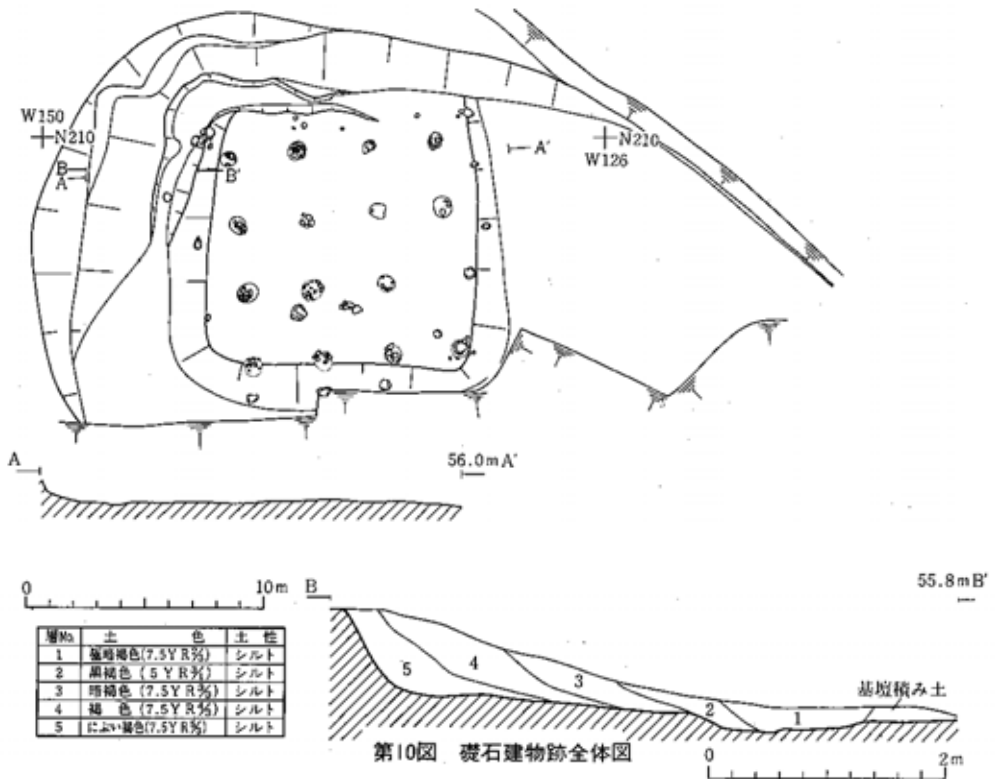 W150
N210
B
A
B'
A'
N210
W126
A
56.0m A'
0 10m
B
55.8m B'
層No. 土 色 土 性
1 極暗褐色(7.5YR) シルト
2 黒褐色(5YR) シルト
3 暗褐色(7.5YR) シルト
4 褐色(7.5YR) シルト
5 にぶい褐色(7.5YR) シルト
5
4
3
2
1
基壇積み土
第10図 礎石建物跡全体図
0 2m